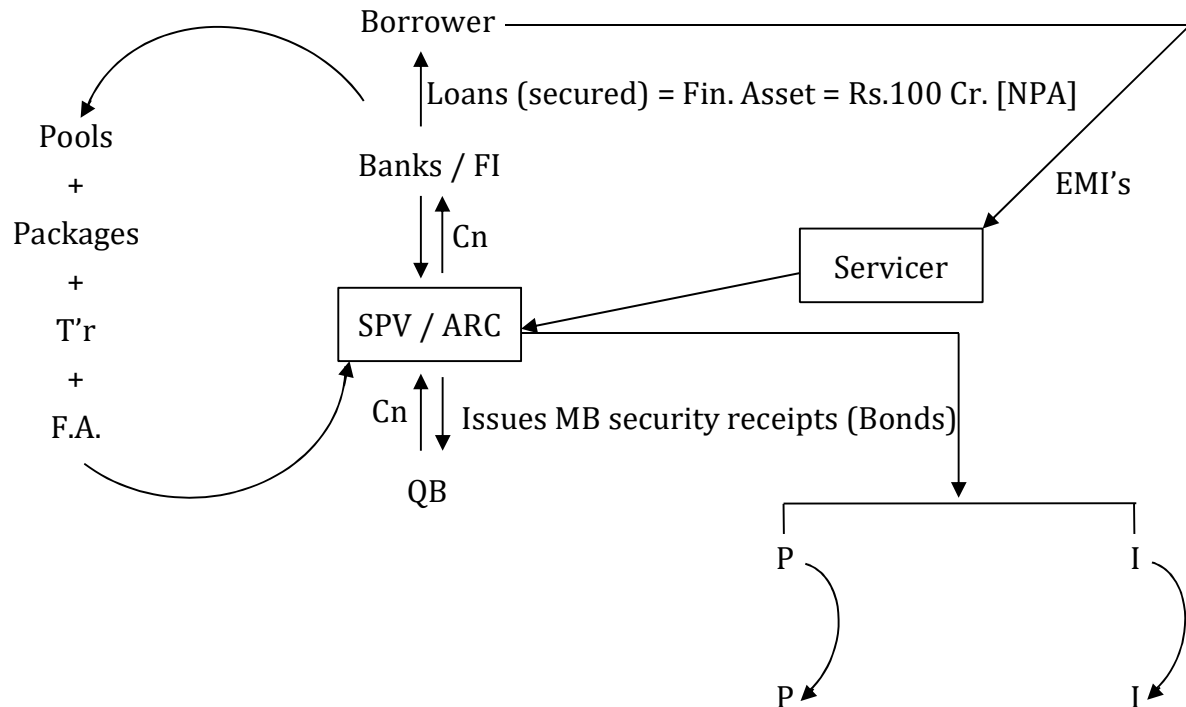 Borrower
Loans (secured) = Fin. Asset = Rs.100 Cr. [NPA]
Pools
+
Packages
+
T’r
+
F.A.
Banks / FI
Cn
EMI’s
Servicer
SPV / ARC
Cn
Issues MB security receipts (Bonds)
QB
P
I
P
I